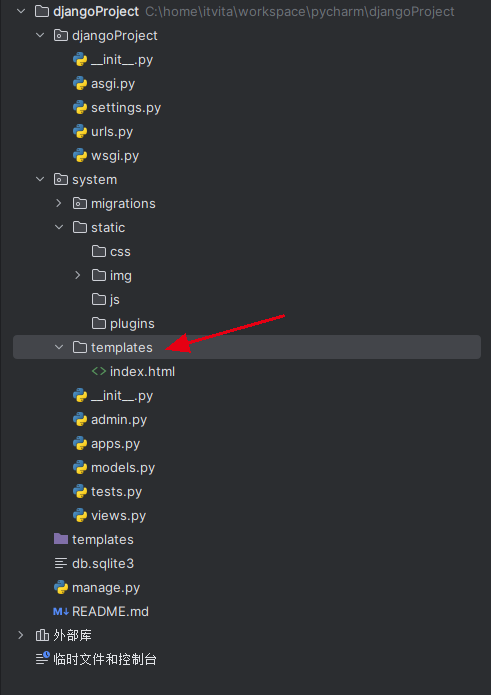 djangoProject C:\home\itvita\workspace\pycharm\djangoProject
djangoProject
__init__.py
asgi.py
settings.py
urls.py
wsgi.py
system
migrations
static
css
img
js
plugins
templates
<> index.html
__init__.py
admin.py
apps.py
models.py
tests.py
views.py
templates
db.sqlite3
manage.py
M↓ README.md
外部库
临时文件和控制台